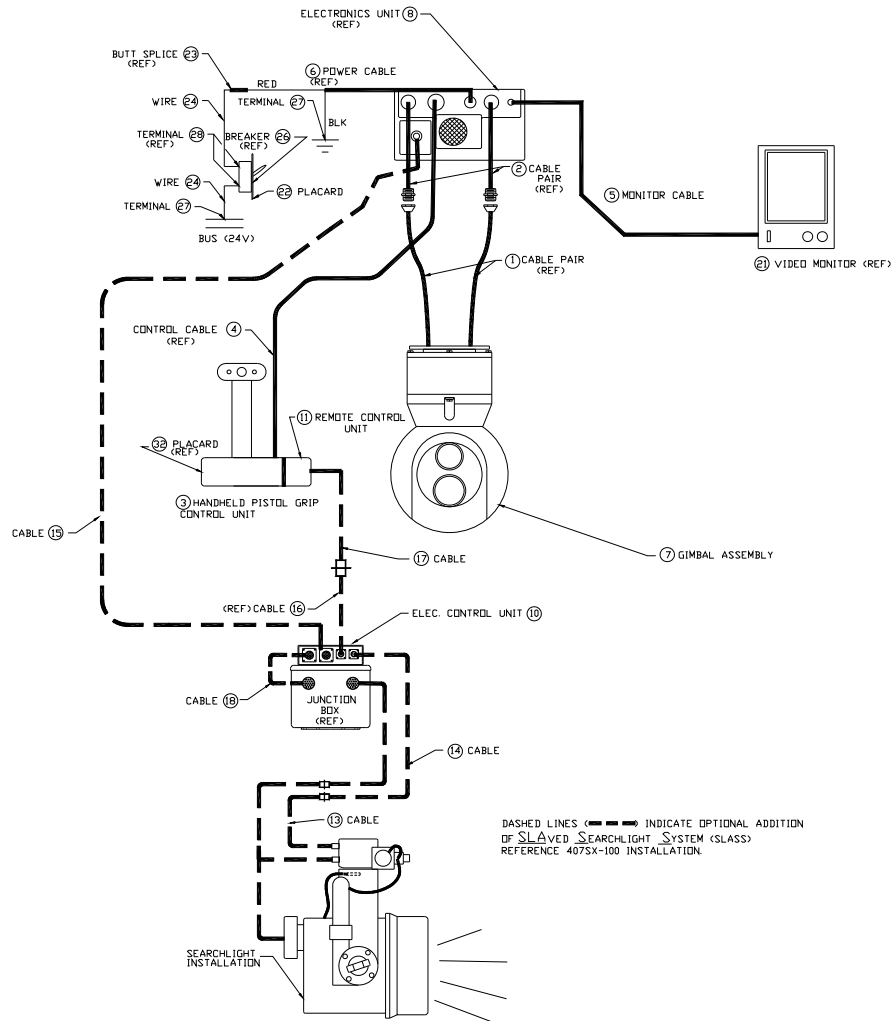 ELECTRONICS UNIT 8
(REF)
BUTT SPLICE 23
(REF)
RED
6 POWER CABLE
(REF)
WIRE 24
TERMINAL 27
BLK
TERMINAL 28
(REF)
BREAKER 26
(REF)
WIRE 24
22 PLACARD
TERMINAL 27
BUS (24V)
2 CABLE
PAIR
(REF)
5 MONITOR CABLE
1 CABLE PAIR
(REF)
21 VIDEO MONITOR (REF)
CONTROL CABLE 4
(REF)
11 REMOTE CONTROL
UNIT
32 PLACARD
(REF)
3 HANDHELD PISTOL GRIP
CONTROL UNIT
CABLE 15
17 CABLE
7 GIMBAL ASSEMBLY
(REF) CABLE 16
ELEC. CONTROL UNIT 10
CABLE 18
JUNCTION
BOX
(REF)
14 CABLE
13 CABLE
DASHED LINES ( ) INDICATE OPTIONAL ADDITION
OF SLAVED SEARCHLIGHT SYSTEM (SLASS)
REFERENCE 407SX-100 INSTALLATION.
SEARCHLIGHT
INSTALLATION